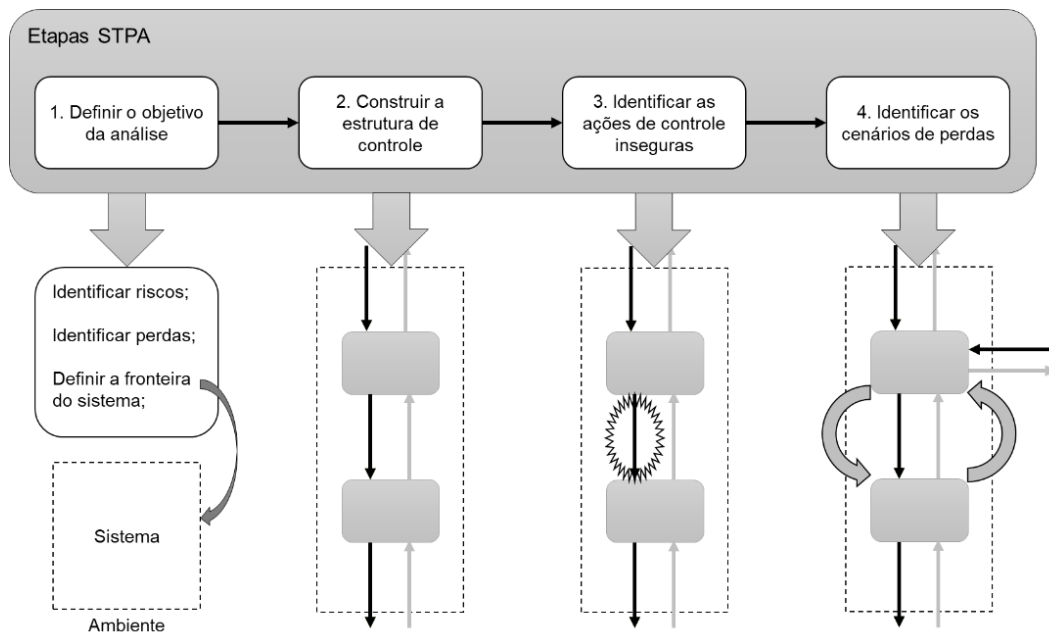 Etapas STPA
1. Definir o objetivo
da análise
2. Construir a
estrutura de
controle
3. Identificar as
ações de controle
inseguras
4. Identificar os
cenários de perdas
Identificar riscos;
Identificar perdas;
Definir a fronteira
do sistema;
Sistema
Ambiente